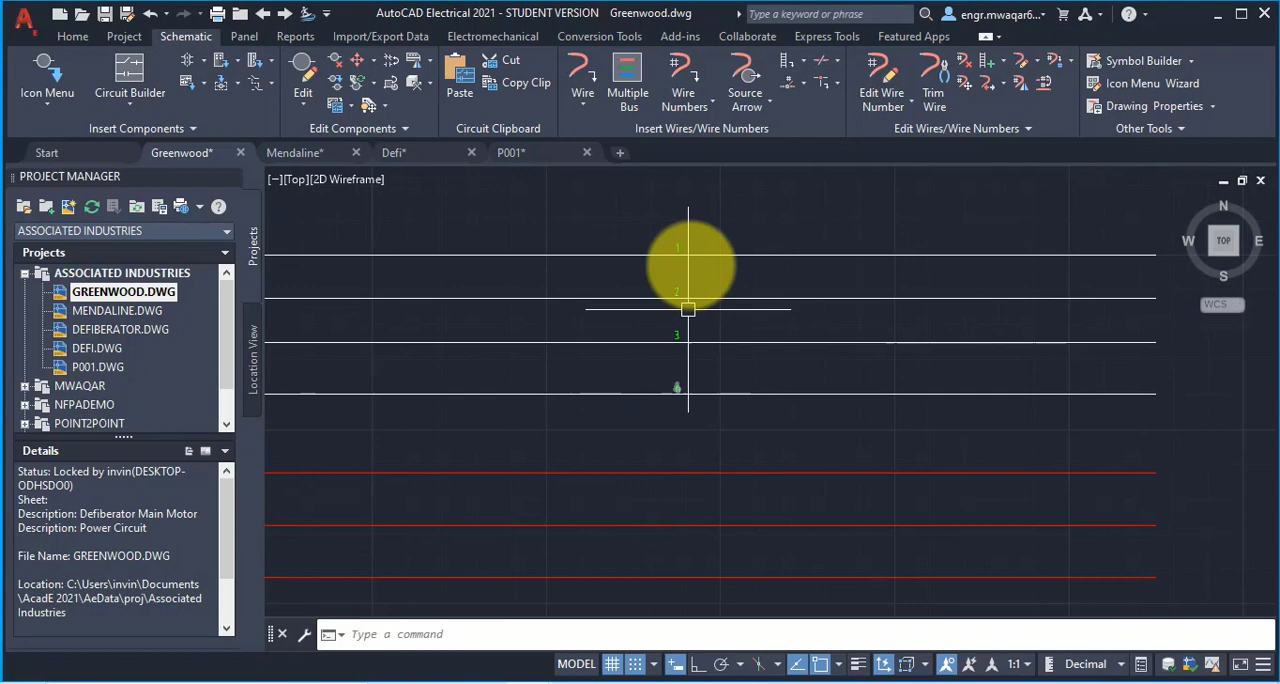 AutoCAD Electrical 2021 - STUDENT VERSION Greenwood.dwg
Type a keyword or phrase
engr.mwaqar6...
Home Project Schematic Panel Reports Import/Export Data Electromechanical Conversion Tools Add-ins Collaborate Express Tools Featured Apps
Icon Menu
Circuit Builder
Insert Components
Edit
Edit Components
Paste
Cut
Copy Clip
Circuit Clipboard
Wire
Multiple Bus
Wire Numbers
Source Arrow
Insert Wires/Wire Numbers
Edit Wire Number
Trim Wire
Edit Wires/Wire Numbers
Symbol Builder
Icon Menu Wizard
Drawing Properties
Other Tools
Start Greenwood* Mendaline* Defi* P001*
PROJECT MANAGER
ASSOCIATED INDUSTRIES
Projects
ASSOCIATED INDUSTRIES
GREENWOOD.DWG
MENDALINE.DWG
DEFIBERATOR.DWG
DEFI.DWG
P001.DWG
MWAQAR
NFPADEMO
POINT2POINT
Details
Status: Locked by invin(DESKTOP-
ODHSDO0)
Sheet:
Description: Defiberator Main Motor
Description: Power Circuit
File Name: GREENWOOD.DWG
Location: C:\Users\invin\Documents
\AcadE 2021\AeData\proj\Associated
Industries
Projects
Location View
[−][Top][2D Wireframe]
1
2
3
N
W TOP E
S
WCS
Type a command
MODEL
1:1
Decimal